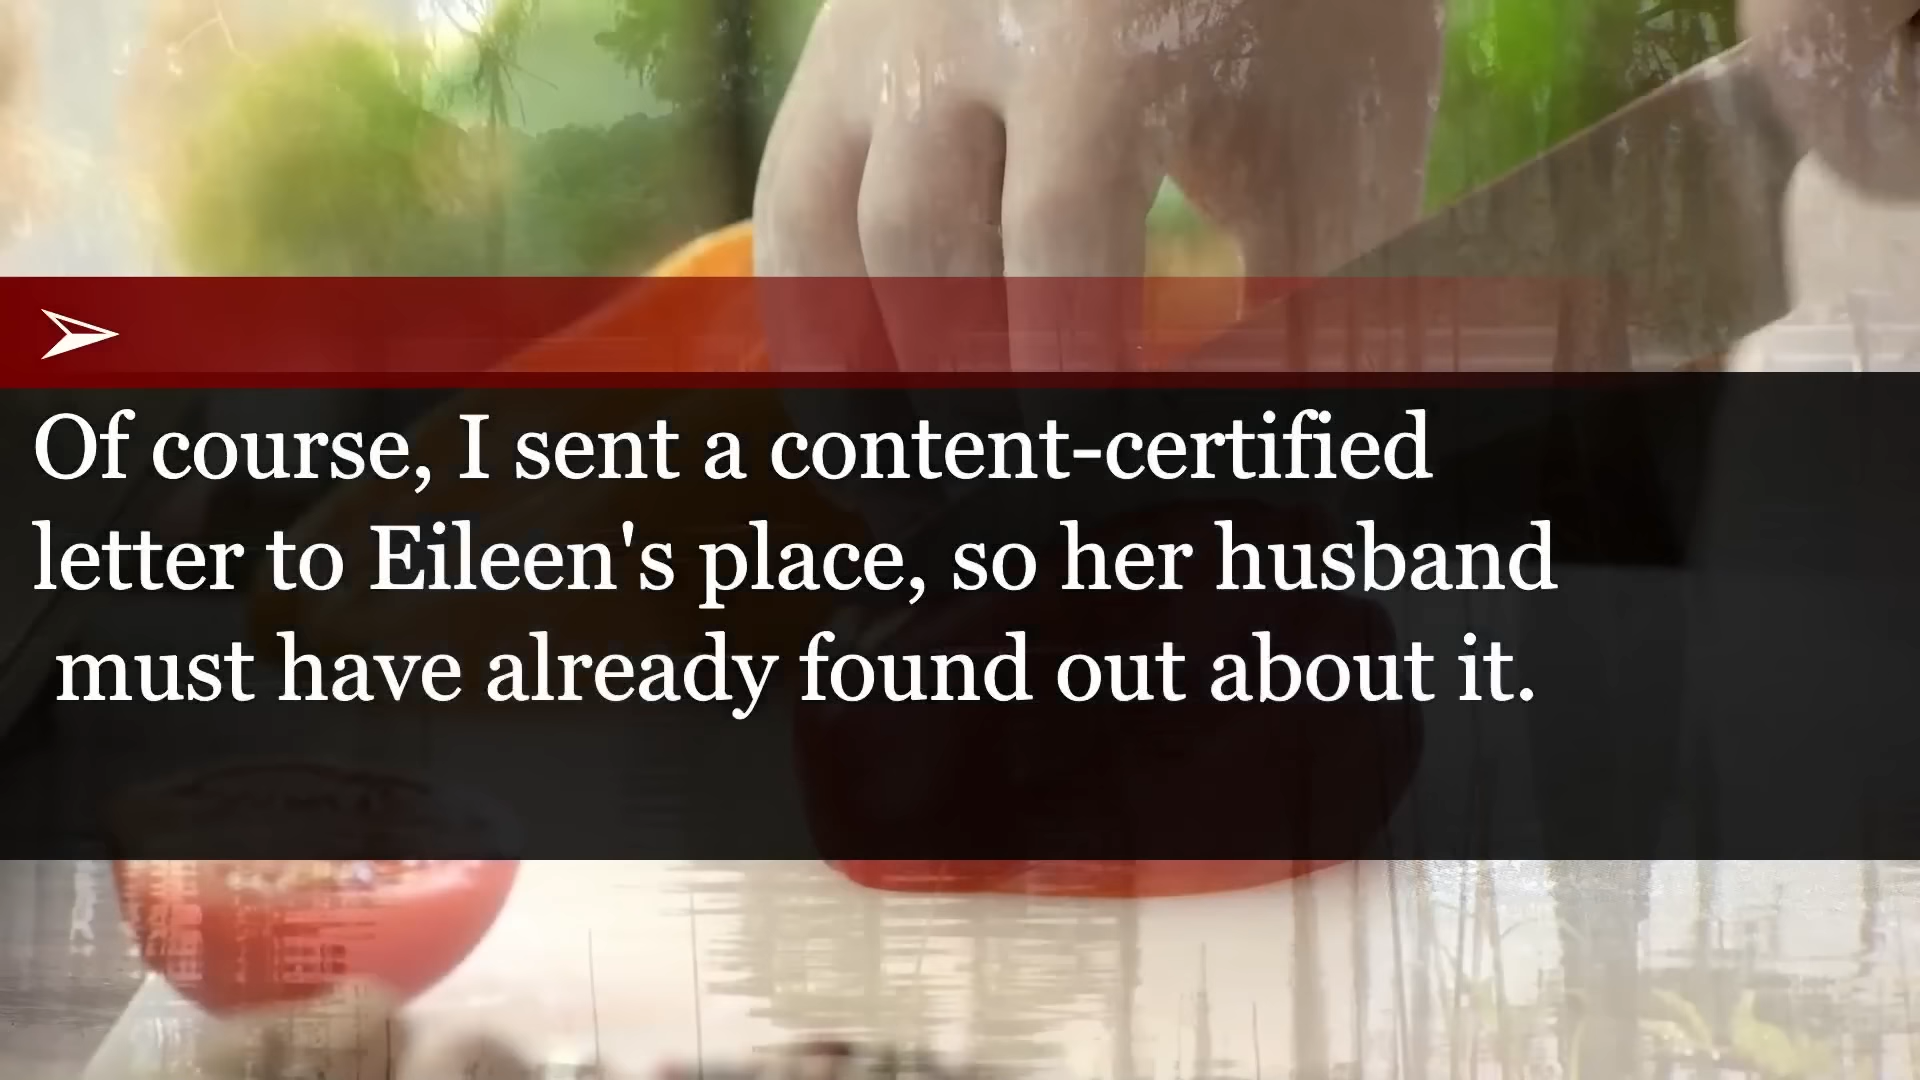 Of course, I sent a content-certified
letter to Eileen's place, so her husband
must have already found out about it.